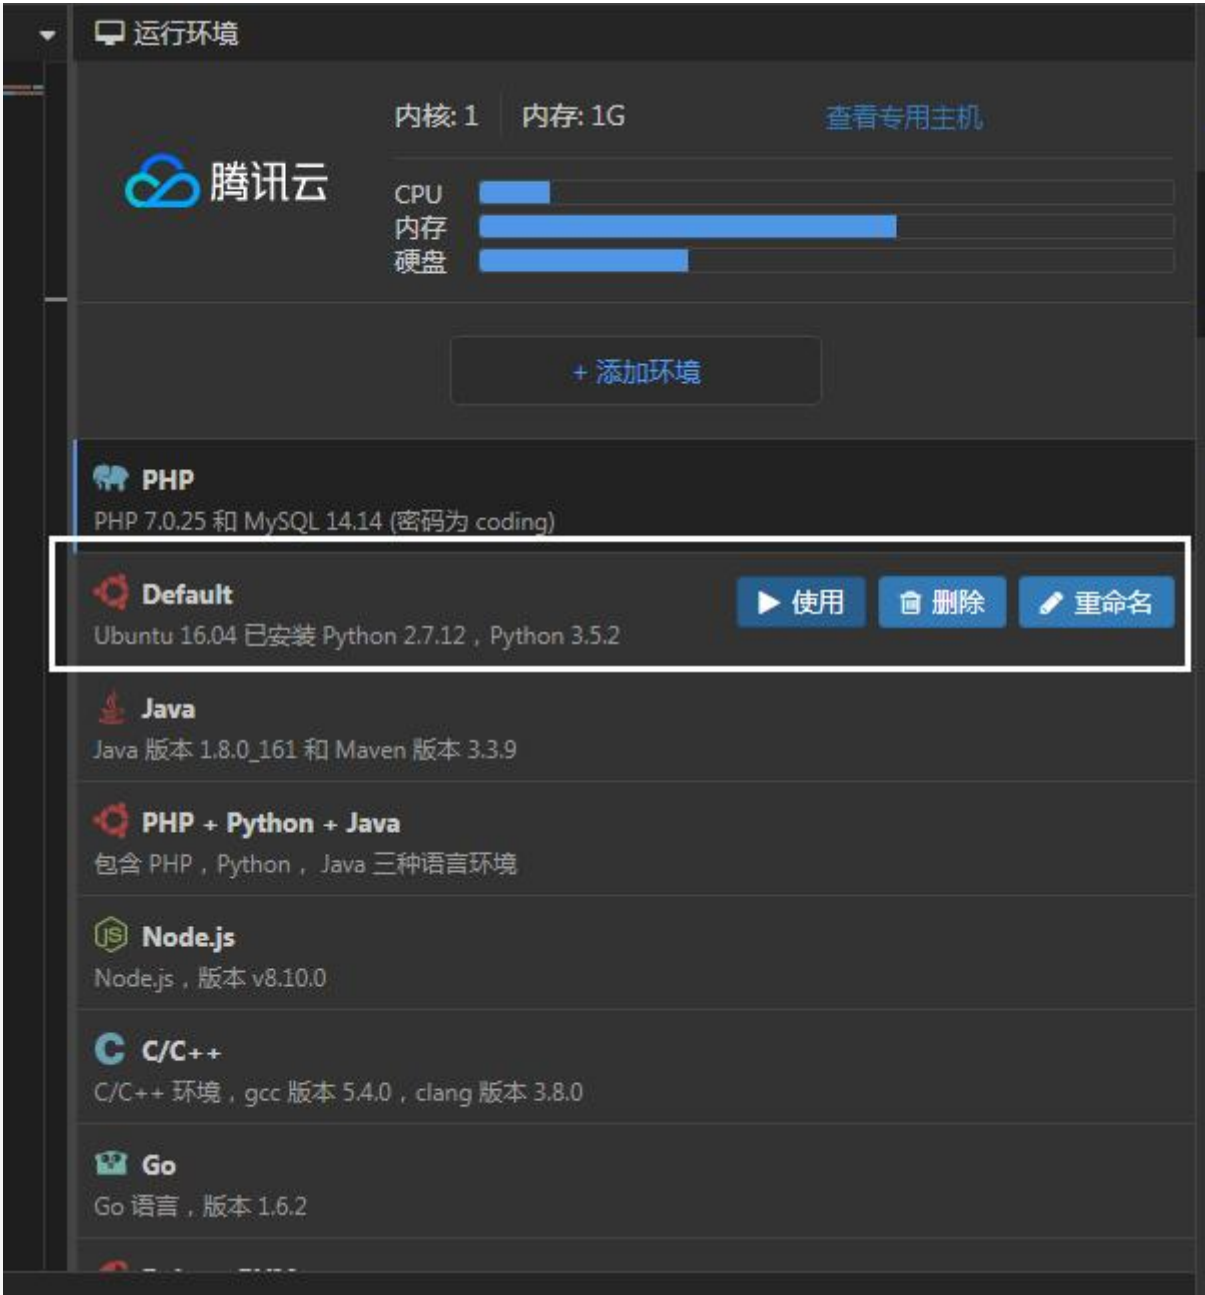 运行环境
内核: 1 内存: 1G 查看专用主机
腾讯云
CPU
内存
硬盘
+ 添加环境
PHP
PHP 7.0.25 和 MySQL 14.14 (密码为 coding)
Default
使用 删除 重命名
Ubuntu 16.04 已安装 Python 2.7.12，Python 3.5.2
Java
Java 版本 1.8.0_161 和 Maven 版本 3.3.9
PHP + Python + Java
包含 PHP，Python， Java 三种语言环境
JS Node.js
Node.js，版本 v8.10.0
C C/C++
C/C++ 环境，gcc 版本 5.4.0，clang 版本 3.8.0
Go
Go 语言，版本 1.6.2